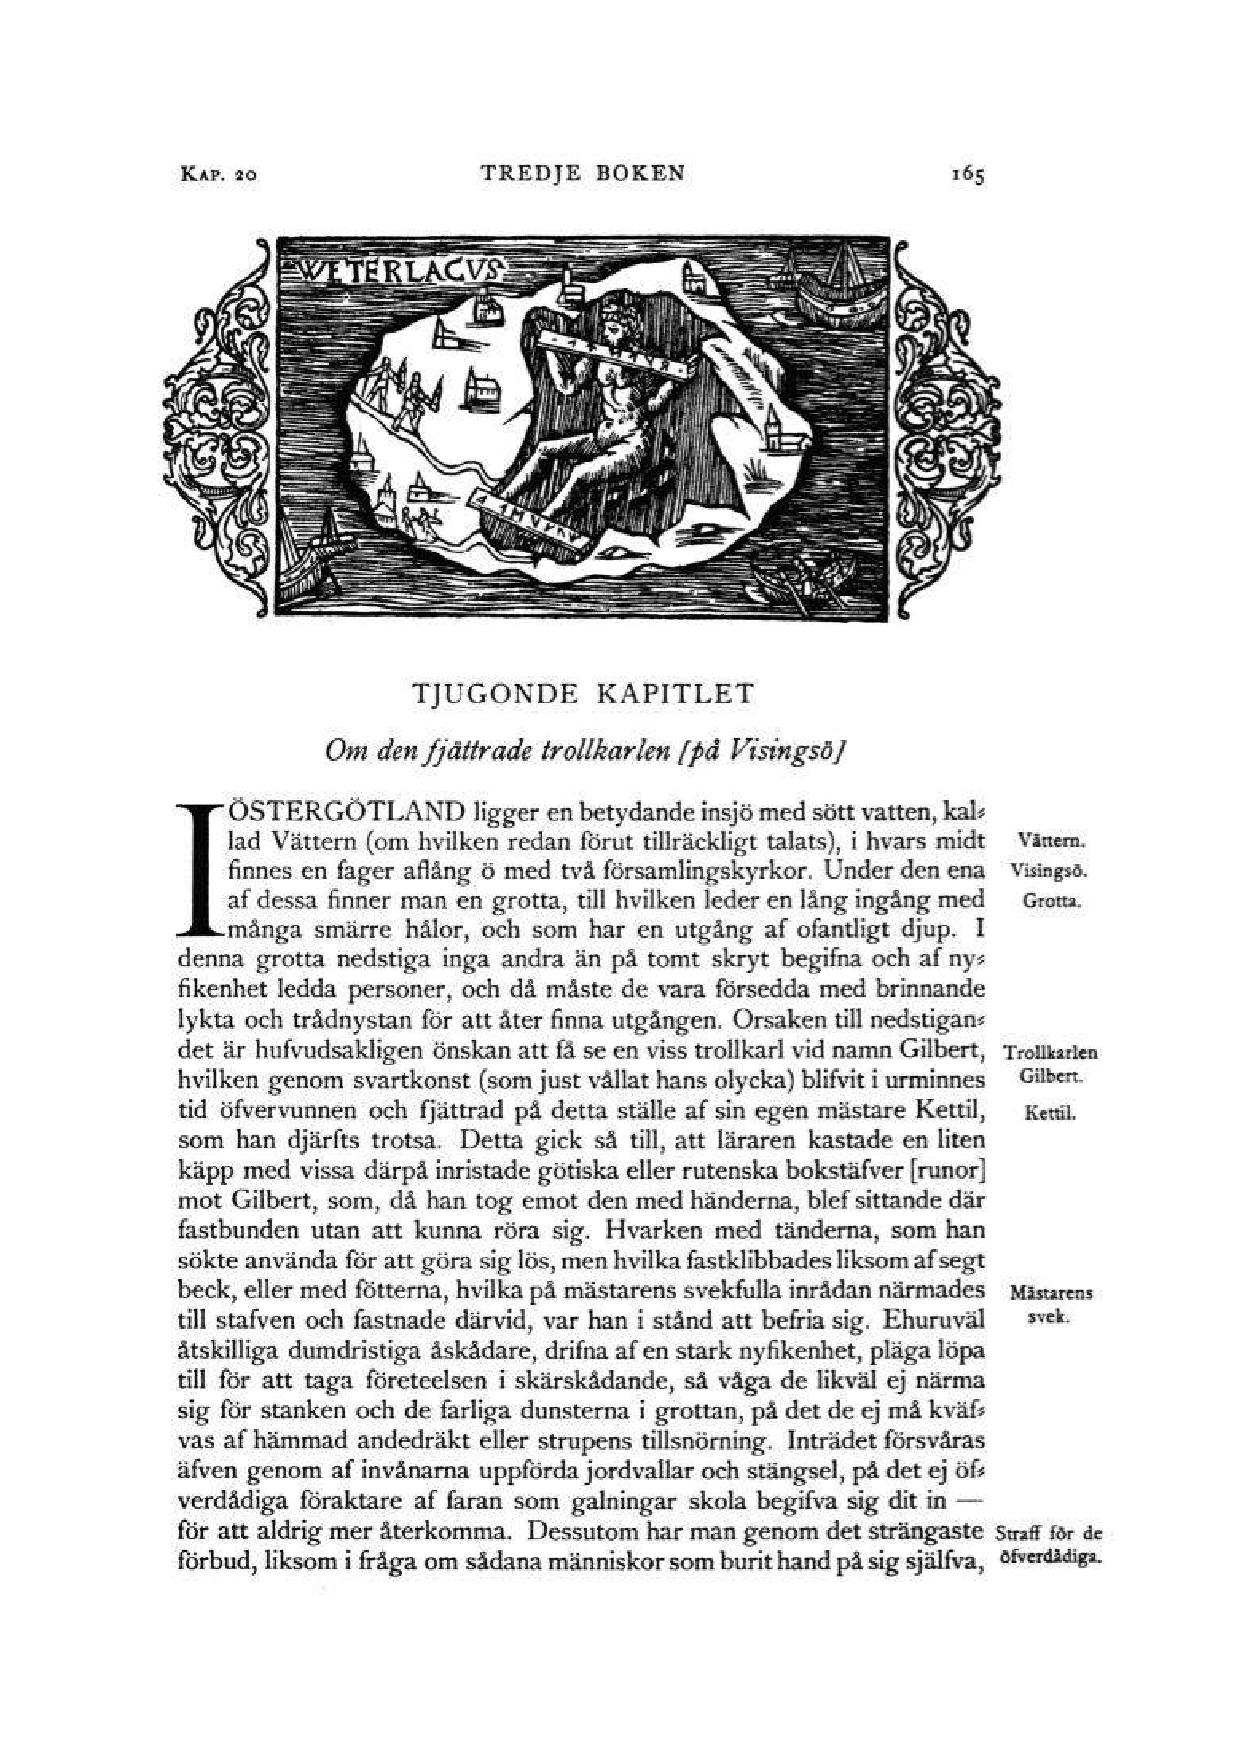 KAP. 20 TREDJE BOKEN 165
WETERLACVS
TJUGONDE KAPITLET
Om den fjättrade trollkarlen [på Visingsö]
I ÖSTERGÖTLAND ligger en betydande insjö med sött vatten, kal-
lad Vättern (om hvilken redan förut tillräckligt talats), i hvars midt Vättern.
finnes en fager aflång ö med två församlingskyrkor. Under den ena Visingsö.
af dessa finner man en grotta, till hvilken leder en lång ingång med Grotta.
många smärre hålor, och som har en utgång af ofantligt djup. I
denna grotta nedstiga inga andra än på tomt skryt begifna och af ny-
fikenhet ledda personer, och då måste de vara försedda med brinnande
lykta och trådnystan för att åter finna utgången. Orsaken till nedstigan-
det är hufvudsakligen önskan att få se en viss trollkarl vid namn Gilbert, Trollkarlen
hvilken genom svartkonst (som just vållat hans olycka) blifvit i urminnes Gilbert.
tid öfvervunnen och fjättrad på detta ställe af sin egen mästare Kettil, Kettil.
som han djärfts trotsa. Detta gick så till, att läraren kastade en liten
käpp med vissa därpå inristade götiska eller rutenska bokstäfver [runor]
mot Gilbert, som, då han tog emot den med händerna, blef sittande där
fastbunden utan att kunna röra sig. Hvarken med tänderna, som han
sökte använda för att göra sig lös, men hvilka fastklibbades liksom af segt
beck, eller med fötterna, hvilka på mästarens svekfulla inrådan närmades Mästarens
till stafven och fastnade därvid, var han i stånd att befria sig. Ehuruväl svek.
åtskilliga dumdristiga åskådare, drifna af en stark nyfikenhet, pläga löpa
till för att taga företeelsen i skärskådande, så våga de likväl ej närma
sig för stanken och de farliga dunsterna i grottan, på det de ej må kväf-
vas af hämmad andedräkt eller strupens tillsnörning. Inträdet försvåras
äfven genom af invånarna uppförda jordvallar och stängsel, på det ej öf-
verdådiga föraktare af faran som galningar skola begifva sig dit in —
för att aldrig mer återkomma. Dessutom har man genom det strängaste Straff för de
förbud, liksom i fråga om sådana människor som burit hand på sig själfva, öfverdådiga.